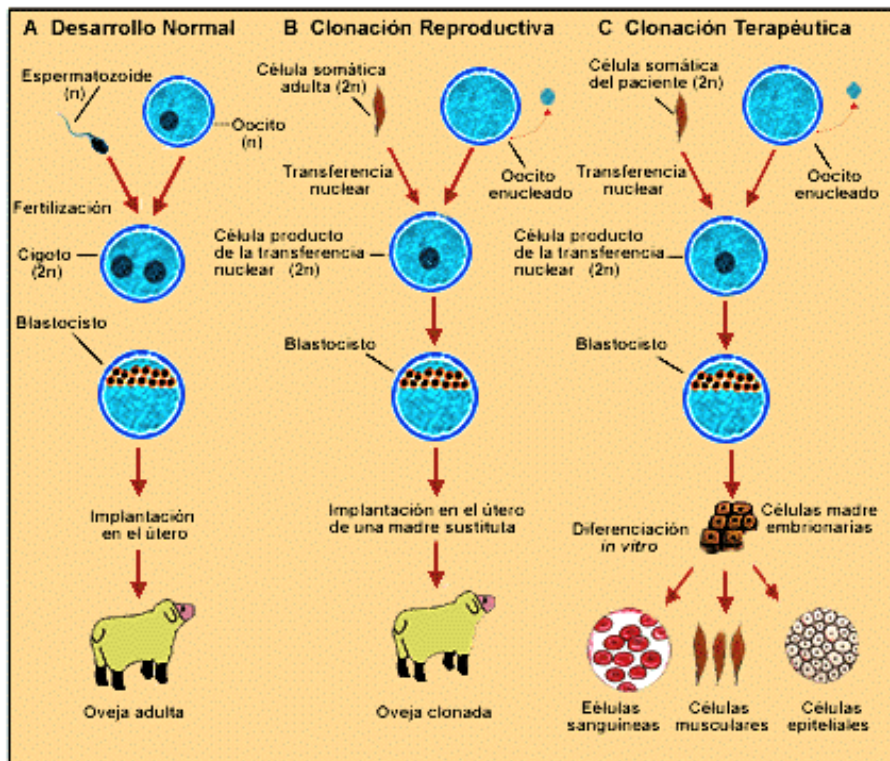 A Desarrollo Normal
Espermatozoide
(n)
Oocito
(n)
Fertilización
Cigoto
(2n)
Blastocisto
Implantación
en el útero
Oveja adulta
B Clonación Reproductiva
Célula somática
adulta (2n)
Transferencia
nuclear
Oocito
enucleado
Célula producto
de la transferencia
nuclear (2n)
Blastocisto
Implantación en el útero
de una madre sustituta
Oveja clonada
C Clonación Terapéutica
Célula somática
del paciente (2n)
Transferencia
nuclear
Oocito
enucleado
Célula producto
de la transferencia
nuclear (2n)
Blastocisto
Células madre
embrionarias
Diferenciación
in vitro
Eélulas
sanguíneas
Células
musculares
Células
epiteliales